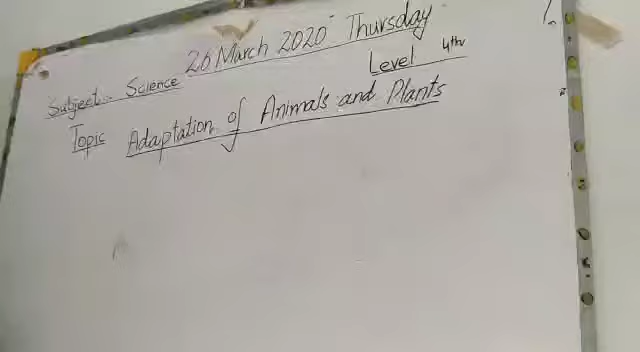 26 March 2020 Thursday
Subject:- Science Level 4th
Topic Adaptation of Animals and Plants